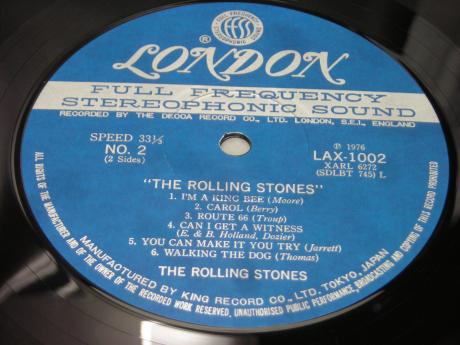 FULL FREQUENCY
STEREOPHONIC SOUND
ffss
LONDON
FULL FREQUENCY
STEREOPHONIC SOUND
RECORDED BY THE DECCA RECORD CO., LTD. LONDON, S.E.I., ENGLAND
SPEED 33⅓
NO. 2
(2 Sides)
Ⓟ 1976
LAX-1002
XARL 6272
(SDLBT 745) L
"THE ROLLING STONES"
1. I'M A KING BEE (Moore)
2. CAROL (Berry)
3. ROUTE 66 (Troup)
4. CAN I GET A WITNESS
(E. & B. Holland, Dozier)
5. YOU CAN MAKE IT YOU TRY (Jarrett)
6. WALKING THE DOG (Thomas)
THE ROLLING STONES
MANUFACTURED BY KING RECORD CO., LTD. TOKYO, JAPAN
ALL RIGHTS OF THE MANUFACTURER AND OF THE OWNER OF THE RECORDED WORK RESERVED, UNAUTHORISED PUBLIC PERFORMANCE, BROADCASTING AND COPYING OF THIS RECORD PROHIBITED